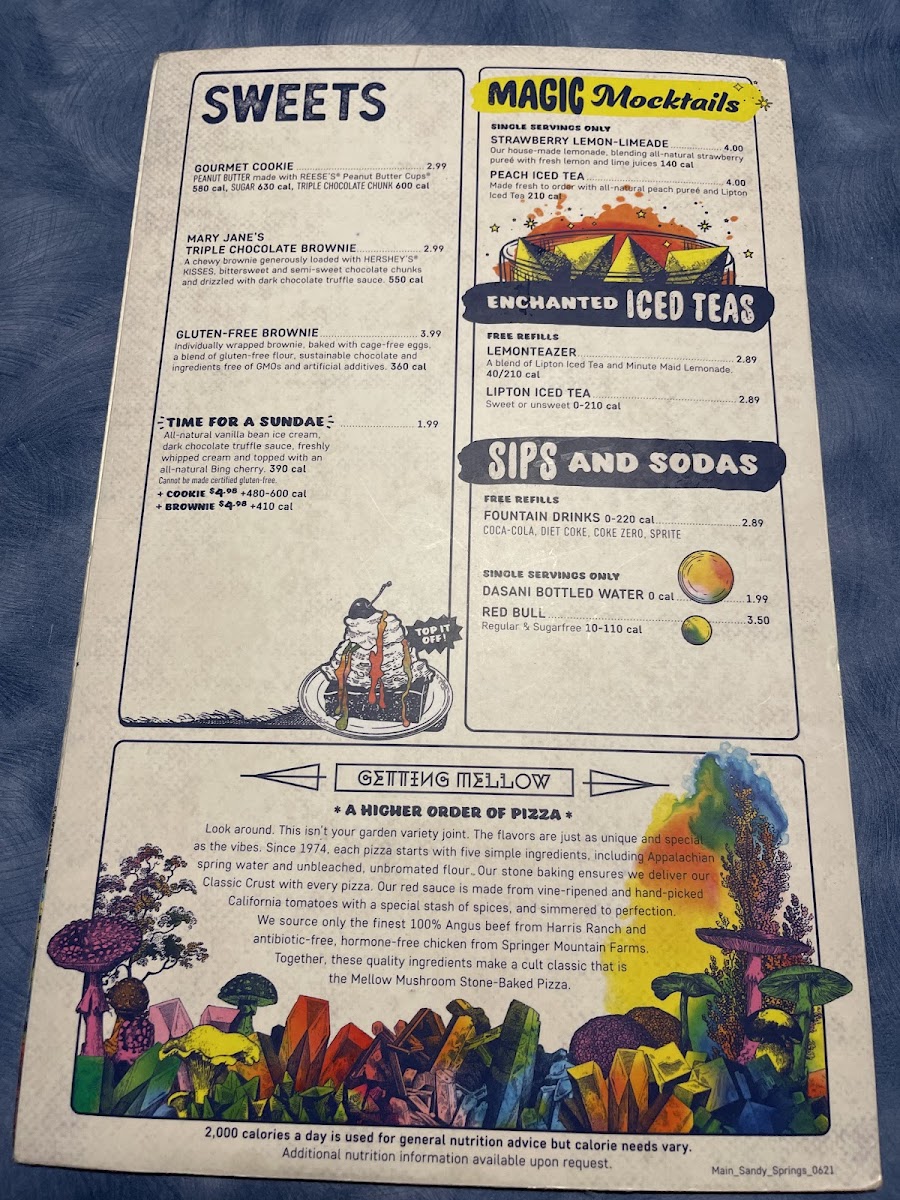 SWEETS
GOURMET COOKIE 2.99
PEANUT BUTTER made with REESE'S® Peanut Butter Cups®
580 cal, SUGAR 630 cal, TRIPLE CHOCOLATE CHUNK 600 cal
MARY JANE'S
TRIPLE CHOCOLATE BROWNIE 2.99
A chewy brownie generously loaded with HERSHEY'S®
KISSES, bittersweet and semi-sweet chocolate chunks
and drizzled with dark chocolate truffle sauce. 550 cal
GLUTEN-FREE BROWNIE 3.99
Individually wrapped brownie, baked with cage-free eggs,
a blend of gluten-free flour, sustainable chocolate and
ingredients free of GMOs and artificial additives. 360 cal
TIME FOR A SUNDAE 1.99
All-natural vanilla bean ice cream,
dark chocolate truffle sauce, freshly
whipped cream and topped with an
all-natural Bing cherry. 390 cal
Cannot be made certified gluten-free.
+ COOKIE $4.98 +480-600 cal
+ BROWNIE $4.98 +410 cal
TOP IT
OFF!
MAGIC Mocktails
SINGLE SERVINGS ONLY
STRAWBERRY LEMON-LIMEADE 4.00
Our house-made lemonade, blending all-natural strawberry
pureé with fresh lemon and lime juices 140 cal
PEACH ICED TEA 4.00
Made fresh to order with all-natural peach pureé and Lipton
Iced Tea 210 cal
ENCHANTED ICED TEAS
FREE REFILLS
LEMONTEAZER 2.89
A blend of Lipton Iced Tea and Minute Maid Lemonade.
40/210 cal
LIPTON ICED TEA 2.89
Sweet or unsweet 0-210 cal
SIPS AND SODAS
FREE REFILLS
FOUNTAIN DRINKS 0-220 cal 2.89
COCA-COLA, DIET COKE, COKE ZERO, SPRITE
SINGLE SERVINGS ONLY
DASANI BOTTLED WATER 0 cal 1.99
RED BULL 3.50
Regular & Sugarfree 10-110 cal
GETTING MELLOW
* A HIGHER ORDER OF PIZZA *
Look around. This isn't your garden variety joint. The flavors are just as unique and special
as the vibes. Since 1974, each pizza starts with five simple ingredients, including Appalachian
spring water and unbleached, unbromated flour. Our stone baking ensures we deliver our
Classic Crust with every pizza. Our red sauce is made from vine-ripened and hand-picked
California tomatoes with a special stash of spices, and simmered to perfection.
We source only the finest 100% Angus beef from Harris Ranch and
antibiotic-free, hormone-free chicken from Springer Mountain Farms.
Together, these quality ingredients make a cult classic that is
the Mellow Mushroom Stone-Baked Pizza.
2,000 calories a day is used for general nutrition advice but calorie needs vary.
Additional nutrition information available upon request.
Main_Sandy_Springs_0621